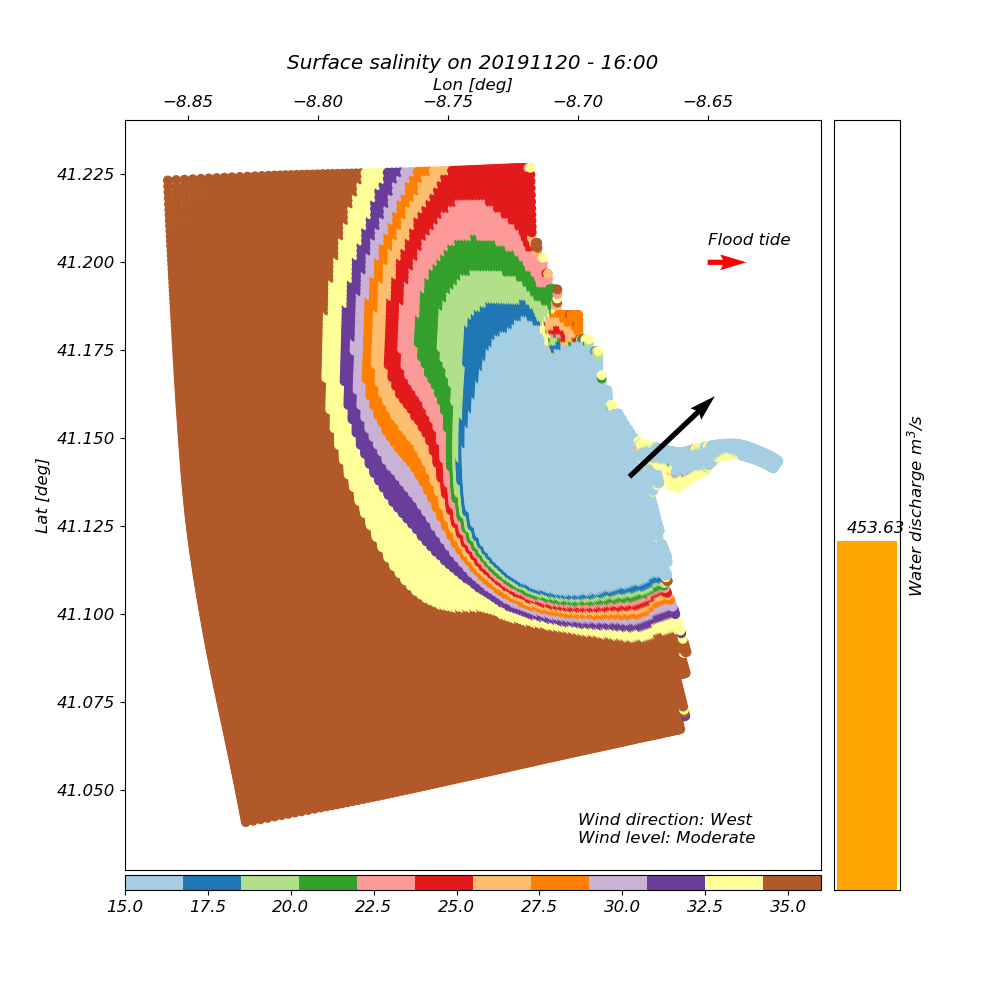 Surface salinity on 20191120 - 16:00
Lon [deg]
−8.85 −8.80 −8.75 −8.70 −8.65
41.225
41.200
41.175
41.150
41.125
41.100
41.075
41.050
Lat [deg]
Flood tide
Wind direction: West
Wind level: Moderate
453.63
Water discharge m³/s
15.0 17.5 20.0 22.5 25.0 27.5 30.0 32.5 35.0